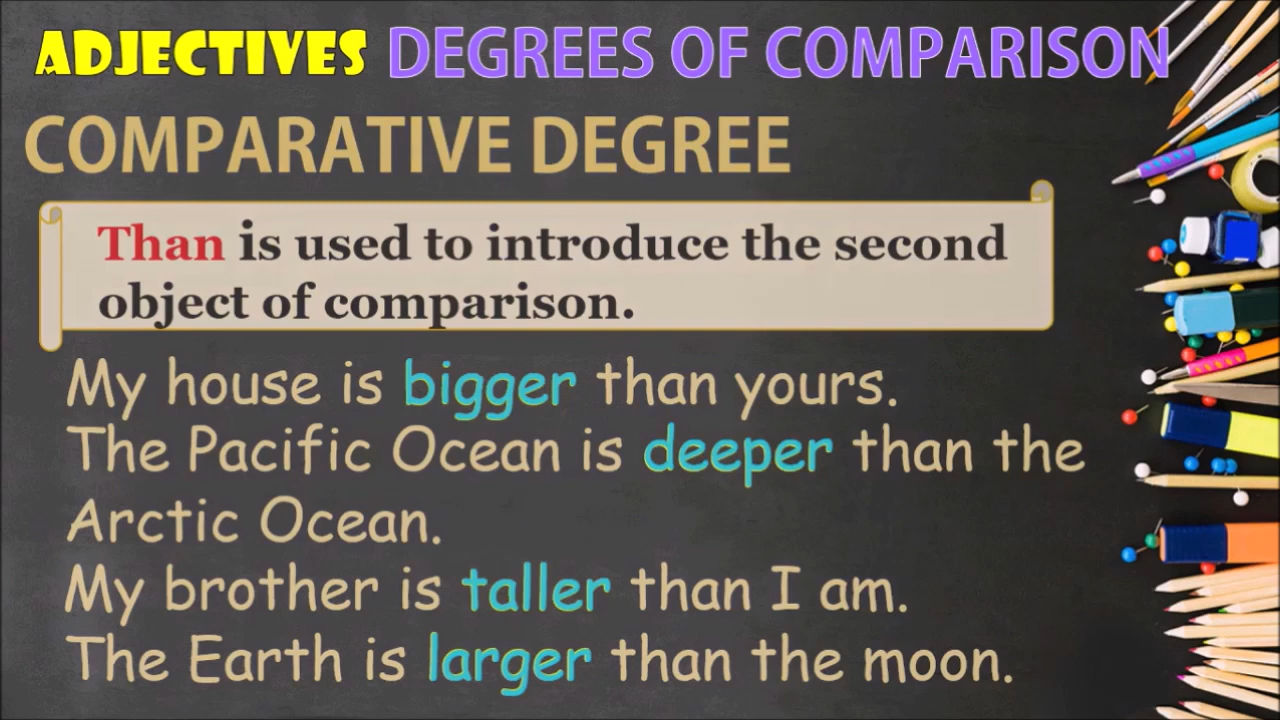 ADJECTIVES DEGREES OF COMPARISON
COMPARATIVE DEGREE
Than is used to introduce the second
object of comparison.
My house is bigger than yours.
The Pacific Ocean is deeper than the
Arctic Ocean.
My brother is taller than I am.
The Earth is larger than the moon.